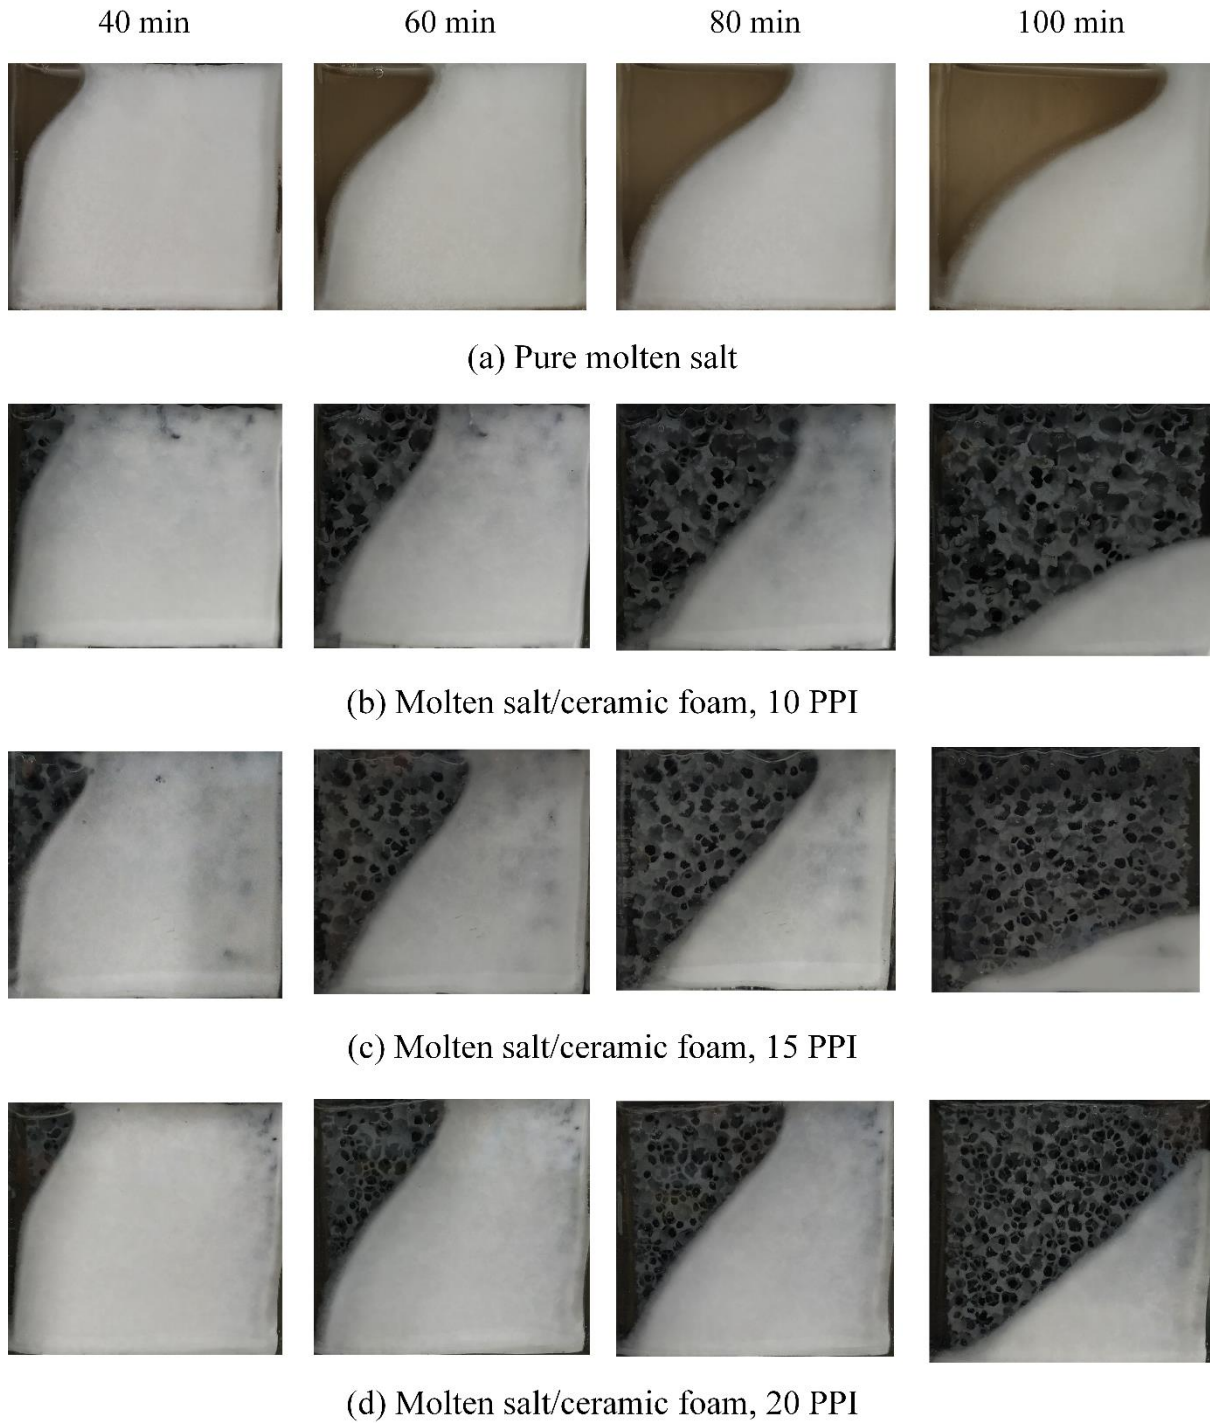 40 min 60 min 80 min 100 min
(a) Pure molten salt
(b) Molten salt/ceramic foam, 10 PPI
(c) Molten salt/ceramic foam, 15 PPI
(d) Molten salt/ceramic foam, 20 PPI